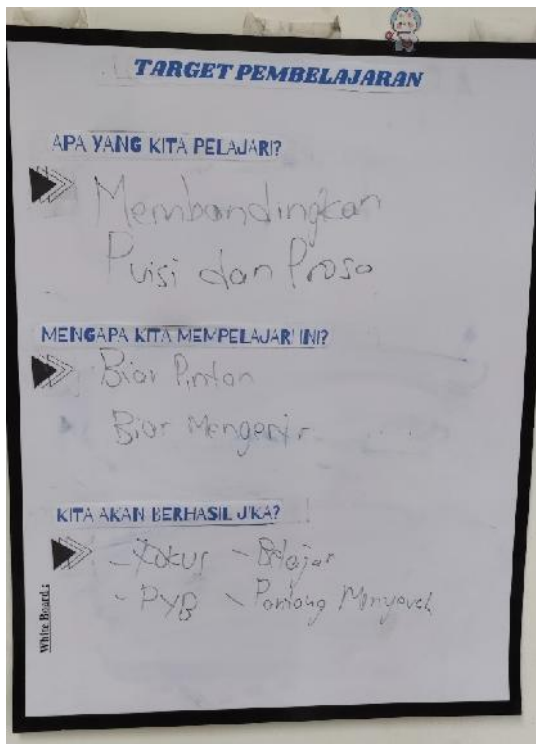 TARGET PEMBELAJARAN
APA YANG KITA PELAJARI?
Membandingkan
Puisi dan Prosa
MENGAPA KITA MEMPELAJARI INI?
Biar Pintar
Biar Mengerti
KITA AKAN BERHASIL JIKA?
- Fokus - Belajar
- PYB - Pantang Menyerah
White Board :